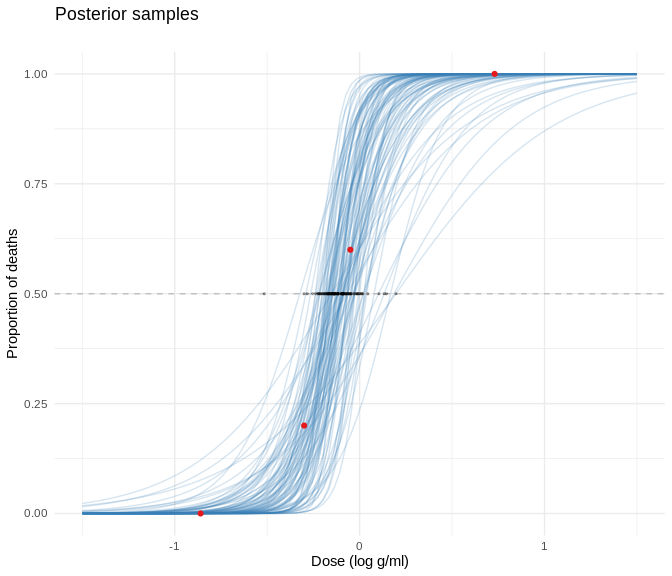 Posterior samples
Proportion of deaths
1.00
0.75
0.50
0.25
0.00
-1
0
1
Dose (log g/ml)